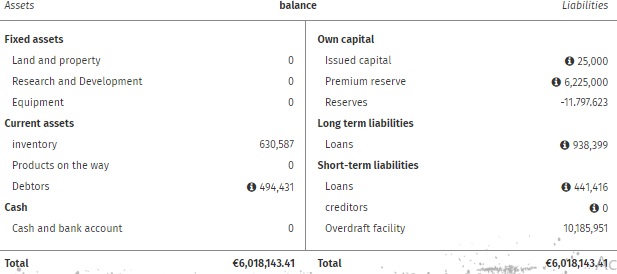 Assets balance Liabilities
Fixed assets Own capital
Land and property 0 Issued capital 25,000
Research and Development 0 Premium reserve 6,225,000
Equipment 0 Reserves -11.797.623
Current assets Long term liabilities
inventory 630,587 Loans 938,399
Products on the way 0 Short-term liabilities
Debtors 494,431 Loans 441,416
Cash creditors 0
Cash and bank account 0 Overdraft facility 10,185,951
Total €6,018,143.41 Total €6,018,143.41